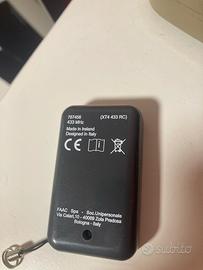 787456 (XT4 433 RC)
433 MHz
Made in Ireland
Designed in Italy
CE
FAAC Spa - Soc.Unipersonale
Via Calari,10 - 40069 Zola Predosa
Bologna - Italy
subito